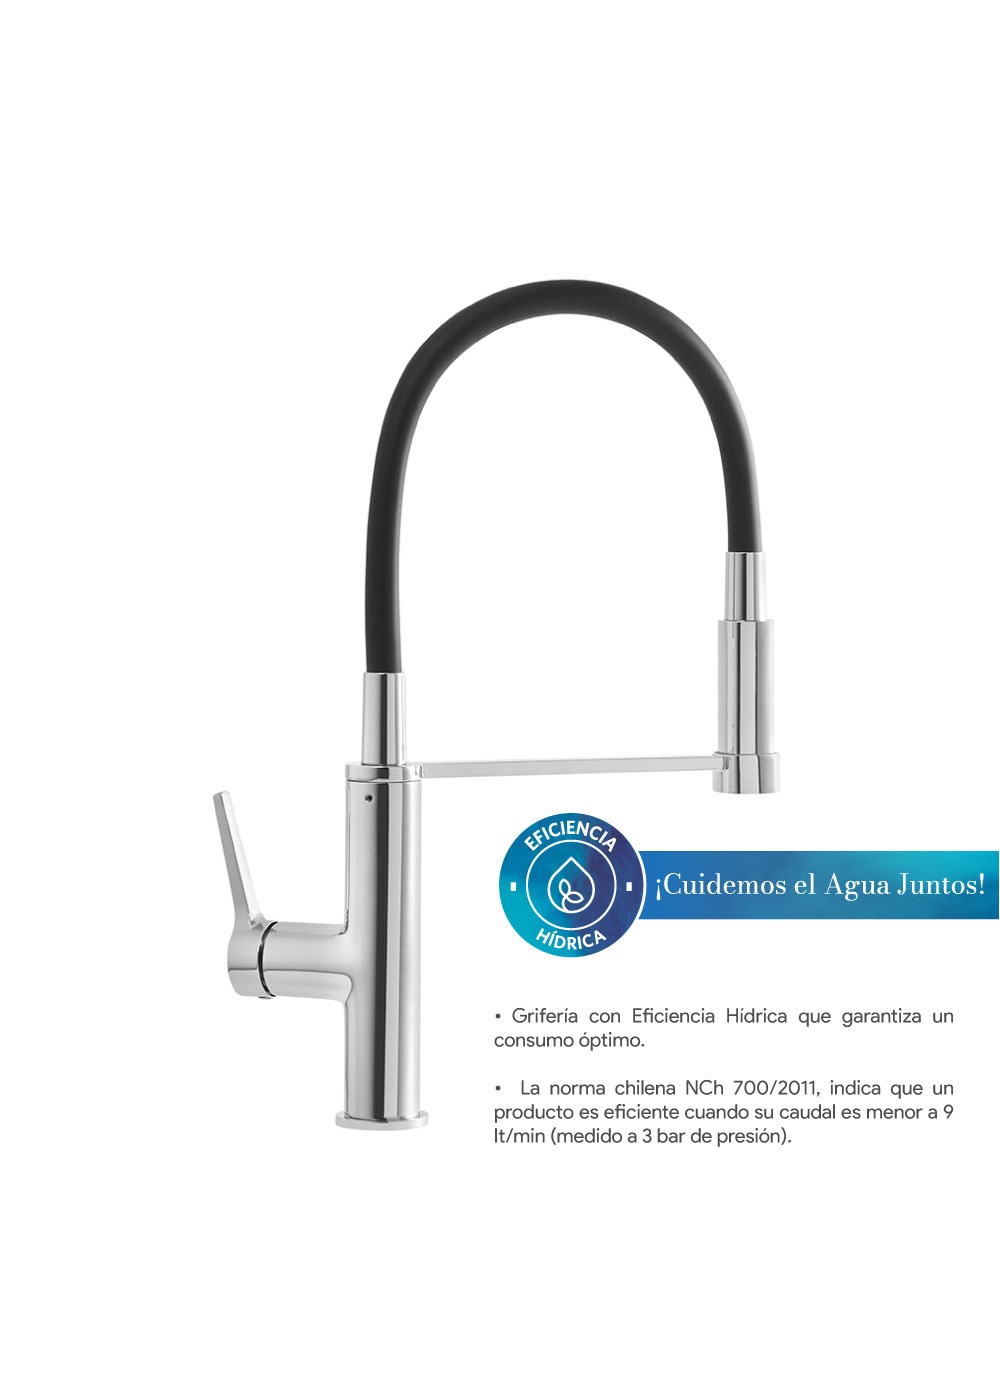 EFICIENCIA
HÍDRICA
¡Cuidemos el Agua Juntos!
• Grifería con Eficiencia Hídrica que garantiza un
consumo óptimo.
• La norma chilena NCh 700/2011, indica que un
producto es eficiente cuando su caudal es menor a 9
lt/min (medido a 3 bar de presión).